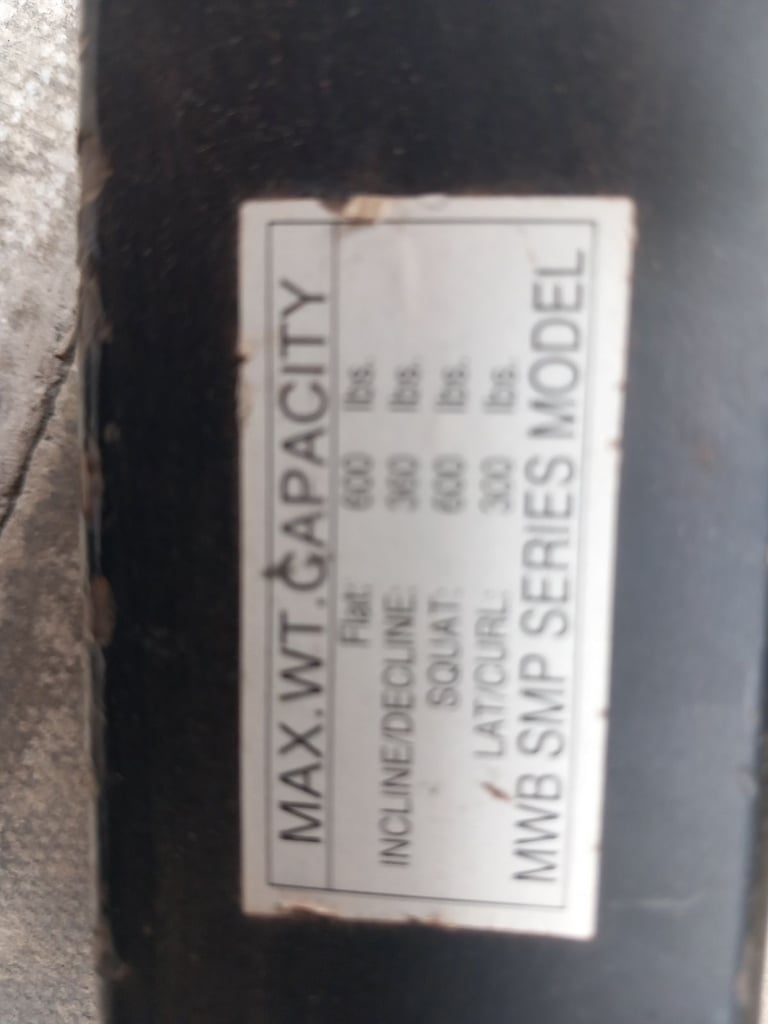 MAX.WT.CAPACITY
Flat: 600 lbs.
INCLINE/DECLINE: 360 lbs.
SQUAT: 600 lbs.
LAT/CURL: 300 lbs.
MWB SMP SERIES MODEL